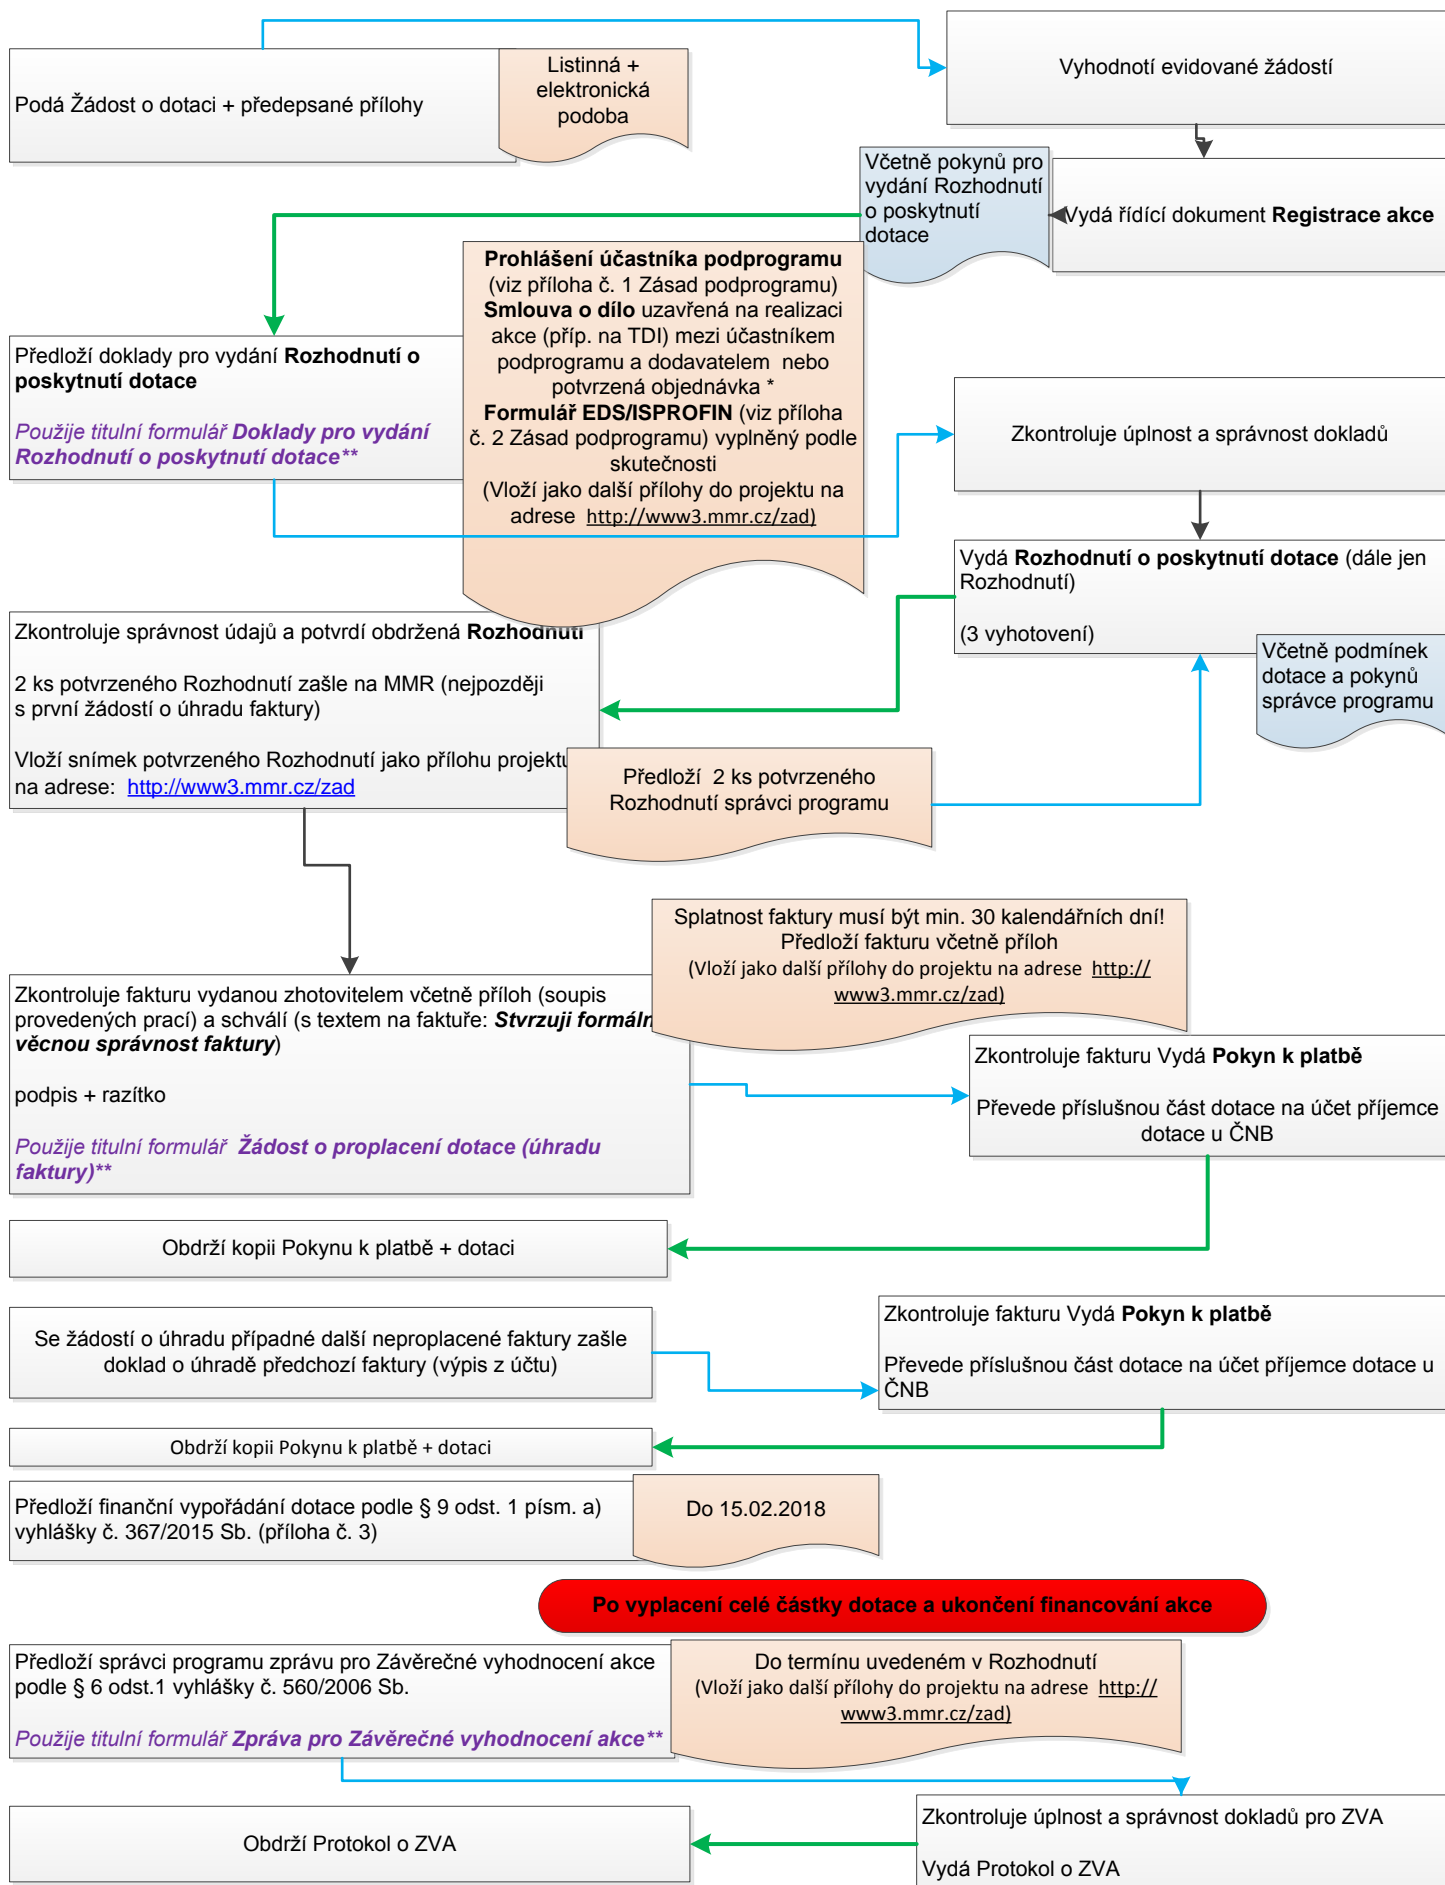 Podá Žádost o dotaci + předepsané přílohy
Listinná +
elektronická
podoba
Vyhodnotí evidované žádostí
Včetně pokynů pro
vydání Rozhodnutí
o poskytnutí
dotace
Vydá řídící dokument Registrace akce
Prohlášení účastníka podprogramu
(viz příloha č. 1 Zásad podprogramu)
Smlouva o dílo uzavřená na realizaci
akce (příp. na TDI) mezi účastníkem
podprogramu a dodavatelem nebo
potvrzená objednávka *
Formulář EDS/ISPROFIN (viz příloha
č. 2 Zásad podprogramu) vyplněný podle
skutečnosti
(Vloží jako další přílohy do projektu na
adrese http://www3.mmr.cz/zad)
Předloží doklady pro vydání Rozhodnutí o
poskytnutí dotace
Použije titulní formulář Doklady pro vydání
Rozhodnutí o poskytnutí dotace**
Zkontroluje úplnost a správnost dokladů
Vydá Rozhodnutí o poskytnutí dotace (dále jen
Rozhodnutí)
(3 vyhotovení)
Včetně podmínek
dotace a pokynů
správce programu
Zkontroluje správnost údajů a potvrdí obdržená Rozhodnutí
2 ks potvrzeného Rozhodnutí zašle na MMR (nejpozději
s první žádostí o úhradu faktury)
Vloží snímek potvrzeného Rozhodnutí jako přílohu projektu
na adrese: http://www3.mmr.cz/zad
Předloží 2 ks potvrzeného
Rozhodnutí správci programu
Splatnost faktury musí být min. 30 kalendářních dní!
Předloží fakturu včetně příloh
(Vloží jako další přílohy do projektu na adrese http://
www3.mmr.cz/zad)
Zkontroluje fakturu vydanou zhotovitelem včetně příloh (soupis
provedených prací) a schválí (s textem na faktuře: Stvrzuji formáln
věcnou správnost faktury)
podpis + razítko
Použije titulní formulář Žádost o proplacení dotace (úhradu
faktury)**
Zkontroluje fakturu Vydá Pokyn k platbě
Převede příslušnou část dotace na účet příjemce
dotace u ČNB
Obdrží kopii Pokynu k platbě + dotaci
Se žádostí o úhradu případné další neproplacené faktury zašle
doklad o úhradě předchozí faktury (výpis z účtu)
Zkontroluje fakturu Vydá Pokyn k platbě
Převede příslušnou část dotace na účet příjemce dotace u
ČNB
Obdrží kopii Pokynu k platbě + dotaci
Předloží finanční vypořádání dotace podle § 9 odst. 1 písm. a)
vyhlášky č. 367/2015 Sb. (příloha č. 3)
Do 15.02.2018
Po vyplacení celé částky dotace a ukončení financování akce
Předloží správci programu zprávu pro Závěrečné vyhodnocení akce
podle § 6 odst.1 vyhlášky č. 560/2006 Sb.
Použije titulní formulář Zpráva pro Závěrečné vyhodnocení akce**
Do termínu uvedeném v Rozhodnutí
(Vloží jako další přílohy do projektu na adrese http://
www3.mmr.cz/zad)
Zkontroluje úplnost a správnost dokladů pro ZVA
Vydá Protokol o ZVA
Obdrží Protokol o ZVA